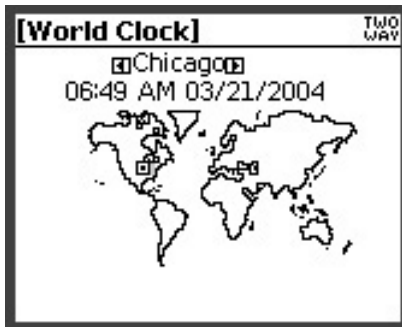 [World Clock]
TWO
WAY
Chicago
06:49 AM 03/21/2004